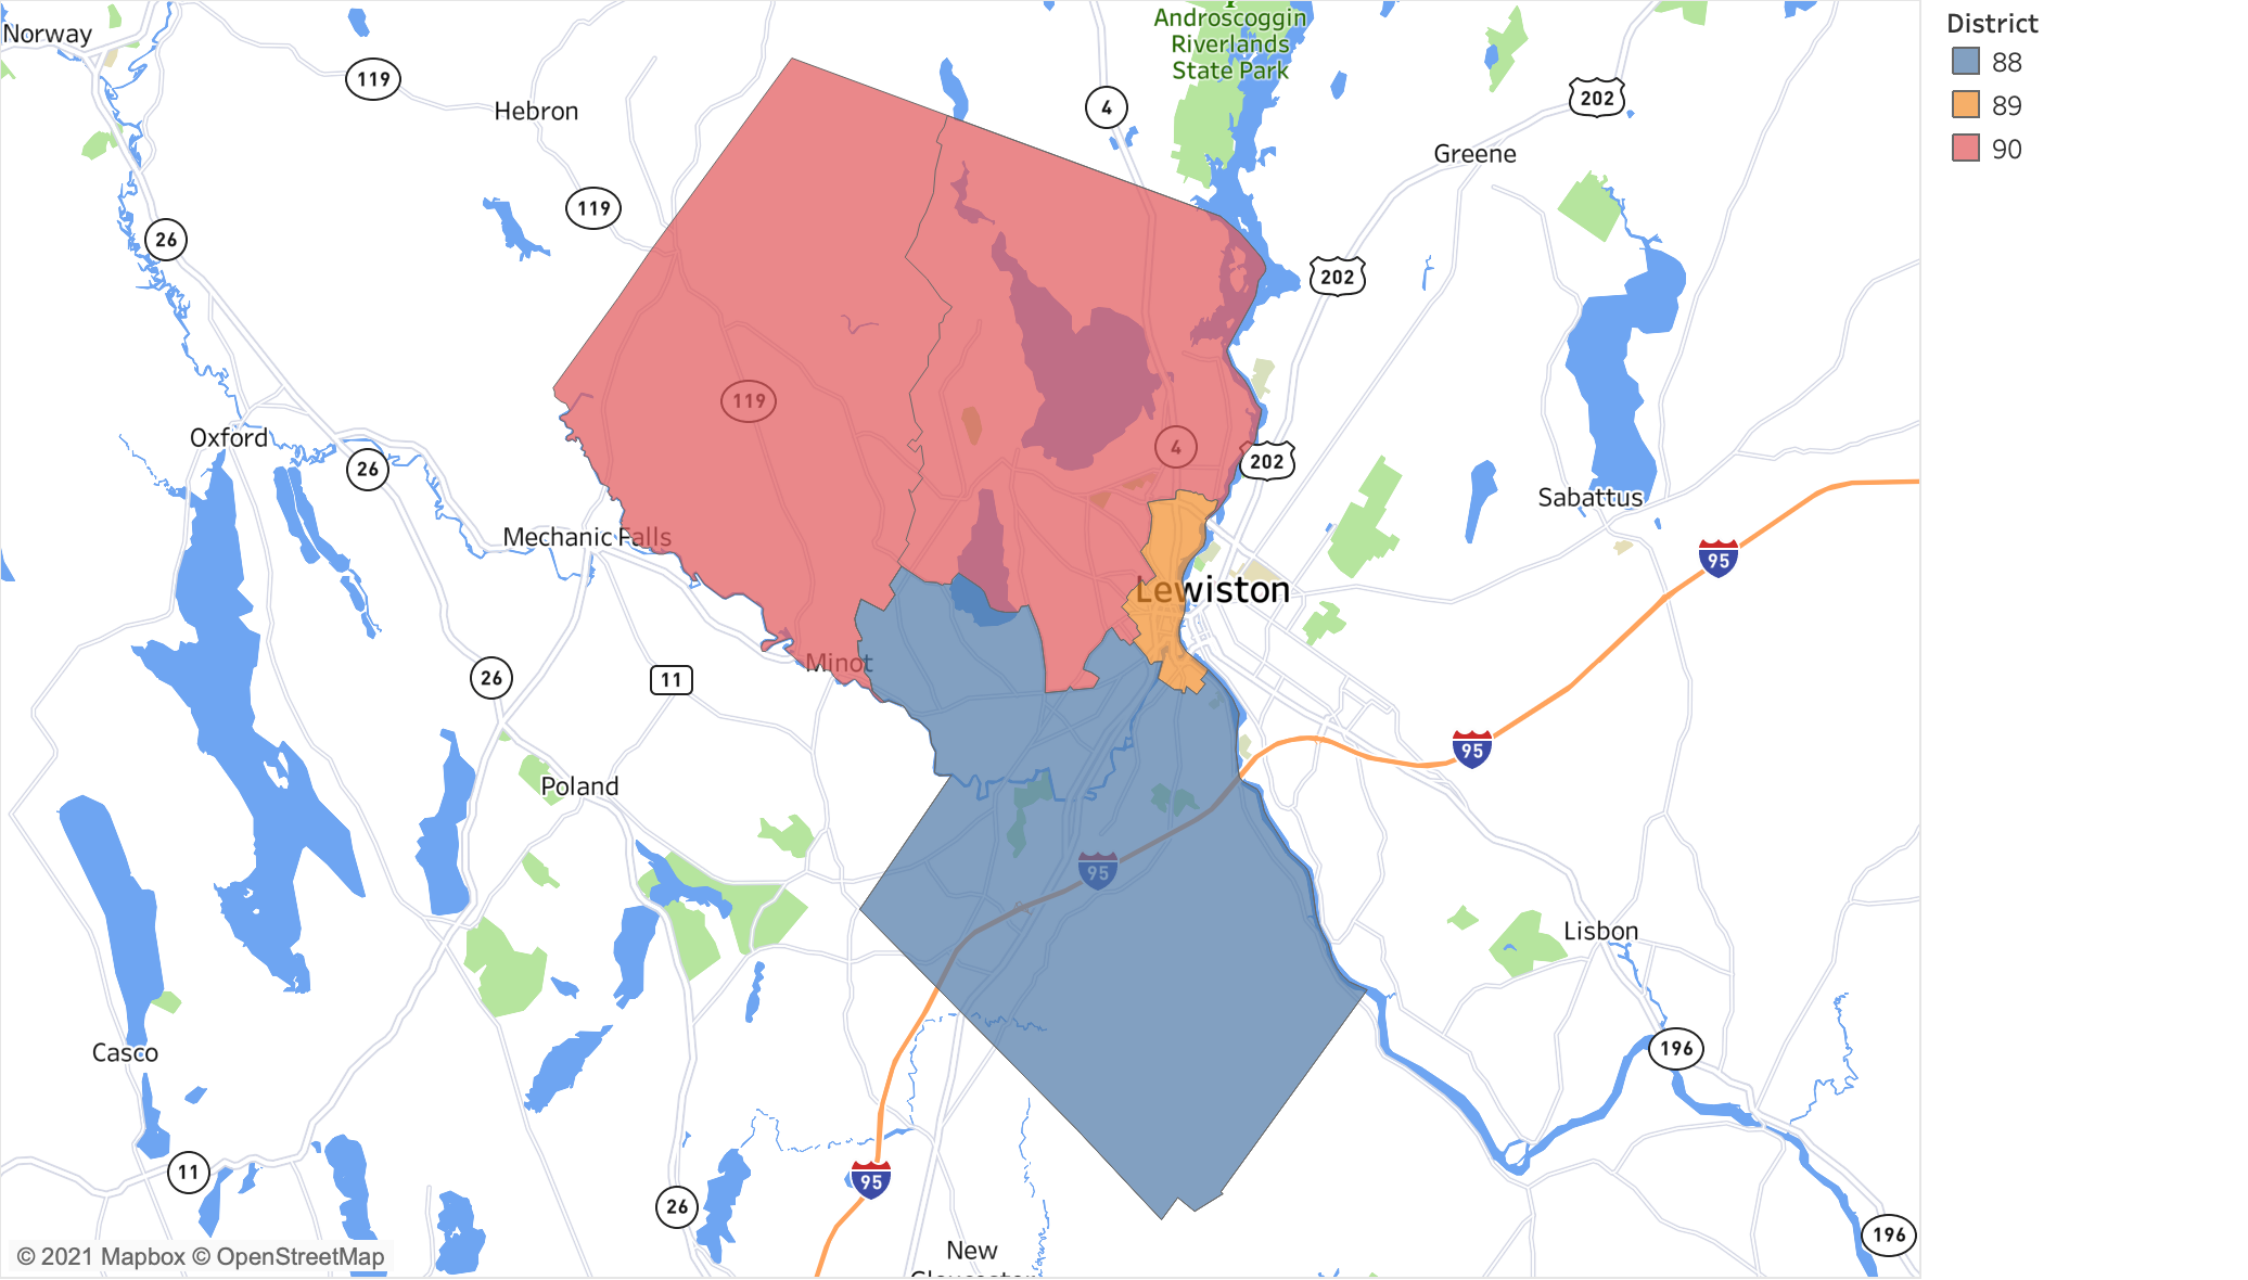 Norway
Androscoggin
Riverlands
State Park
District
88
89
90
119
Hebron
4
202
Greene
119
26
202
119
Oxford
26
4
202
Sabattus
Mechanic Falls
95
Lewiston
Minot
26
11
95
Poland
95
Lisbon
Casco
196
11
95
26
196
New
Gloucester
© 2021 Mapbox © OpenStreetMap